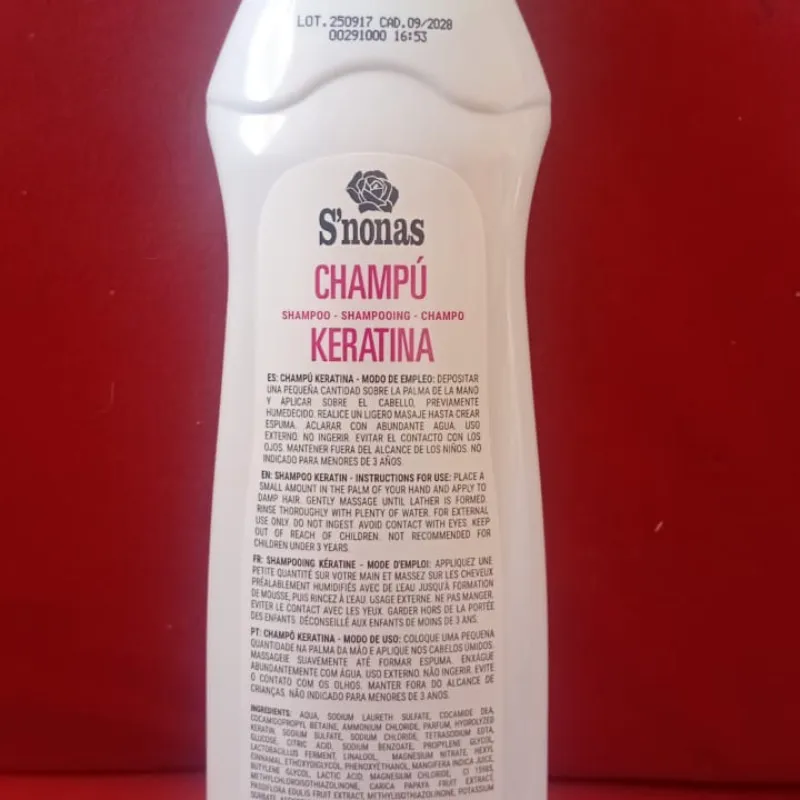 LOT.250917 CAD.09/2028
00291000 16:53
S'nonas
CHAMPÚ
SHAMPOO - SHAMPOOING - CHAMPO
KERATINA
ES: CHAMPÚ KERATINA - MODO DE EMPLEO: DEPOSITAR
UNA PEQUEÑA CANTIDAD SOBRE LA PALMA DE LA MANO
Y APLICAR SOBRE EL CABELLO, PREVIAMENTE
HUMEDECIDO. REALICE UN LIGERO MASAJE HASTA CREAR
ESPUMA. ACLARAR CON ABUNDANTE AGUA. USO
EXTERNO. NO INGERIR. EVITAR EL CONTACTO CON LOS
OJOS. MANTENER FUERA DEL ALCANCE DE LOS NIÑOS. NO
INDICADO PARA MENORES DE 3 AÑOS.
EN: SHAMPOO KERATIN - INSTRUCTIONS FOR USE: PLACE A
SMALL AMOUNT IN THE PALM OF YOUR HAND AND APPLY TO
DAMP HAIR. GENTLY MASSAGE UNTIL LATHER IS FORMED.
RINSE THOROUGHLY WITH PLENTY OF WATER. FOR EXTERNAL
USE ONLY. DO NOT INGEST. AVOID CONTACT WITH EYES. KEEP
OUT OF REACH OF CHILDREN. NOT RECOMMENDED FOR
CHILDREN UNDER 3 YEARS.
FR: SHAMPOOING KÉRATINE - MODE D'EMPLOI: APPLIQUEZ UNE
PETITE QUANTITÉ SUR VOTRE MAIN ET MASSEZ SUR LES CHEVEUX
PRÉALABLEMENT HUMIDIFIÉS AVEC DE L'EAU JUSQU'À FORMATION
DE MOUSSE, PUIS RINCEZ À L'EAU. USAGE EXTERNE. NE PAS MANGER.
EVITER LE CONTACT AVEC LES YEUX. GARDER HORS DE LA PORTÉE
DES ENFANTS. DÉCONSEILLÉ AUX ENFANTS DE MOINS DE 3 ANS.
PT: CHAMPÔ KERATINA - MODO DE USO: COLOQUE UMA PEQUENA
QUANTIDADE NA PALMA DA MÃO E APLIQUE NOS CABELOS ÚMIDOS.
MASSAGEIE SUAVEMENTE ATÉ FORMAR ESPUMA. ENXÁGUE
ABUNDANTEMENTE COM ÁGUA. USO EXTERNO. NÃO INGERIR. EVITE
O CONTATO COM OS OLHOS. MANTER FORA DO ALCANCE DE
CRIANÇAS. NÃO INDICADO PARA MENORES DE 3 ANOS.
INGREDIENTS: AQUA, SODIUM LAURETH SULFATE, COCAMIDE DEA,
COCAMIDOPROPYL BETAINE, AMMONIUM CHLORIDE, PARFUM, HYDROLYZED
KERATIN, SODIUM SULFATE, SODIUM CHLORIDE, TETRASODIUM EDTA,
GLUCOSE, CITRIC ACID, SODIUM BENZOATE, PROPYLENE GLYCOL,
LACTOBACILLUS FERMENT, LINALOOL, MAGNESIUM NITRATE, HEXYL
CINNAMAL, ETHOXYDIGLYCOL, PHENOXYETHANOL, MANGIFERA INDICA JUICE,
BUTYLENE GLYCOL, LACTIC ACID, MAGNESIUM CHLORIDE, CI 15985,
METHYLCHLOROISOTHIAZOLINONE, CARICA PAPAYA FRUIT EXTRACT,
PASSIFLORA EDULIS FRUIT EXTRACT, METHYLISOTHIAZOLINONE, POTASSIUM